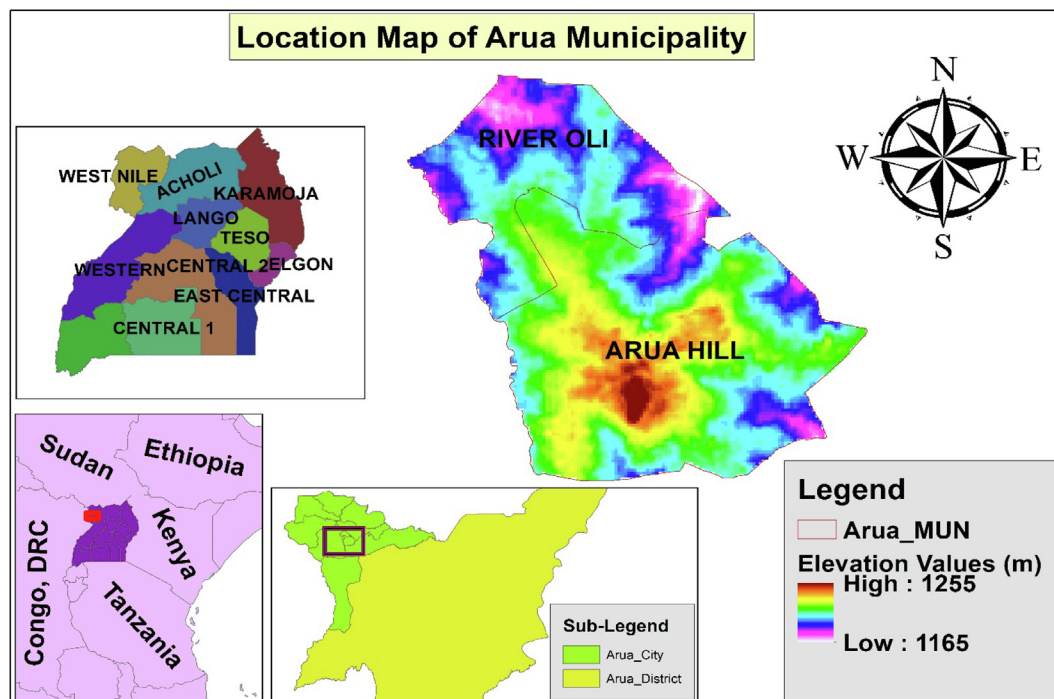 Location Map of Arua Municipality
N
W
E
S
RIVER OLI
ARUA HILL
WEST NILE
ACHOLI
KARAMOJA
LANGO
TESO
WESTERN
CENTRAL 2
ELGON
EAST CENTRAL
CENTRAL 1
Sudan
Ethiopia
Kenya
Congo, DRC
Tanzania
Sub-Legend
Arua_City
Arua_District
Legend
Arua_MUN
Elevation Values (m)
High : 1255
Low : 1165